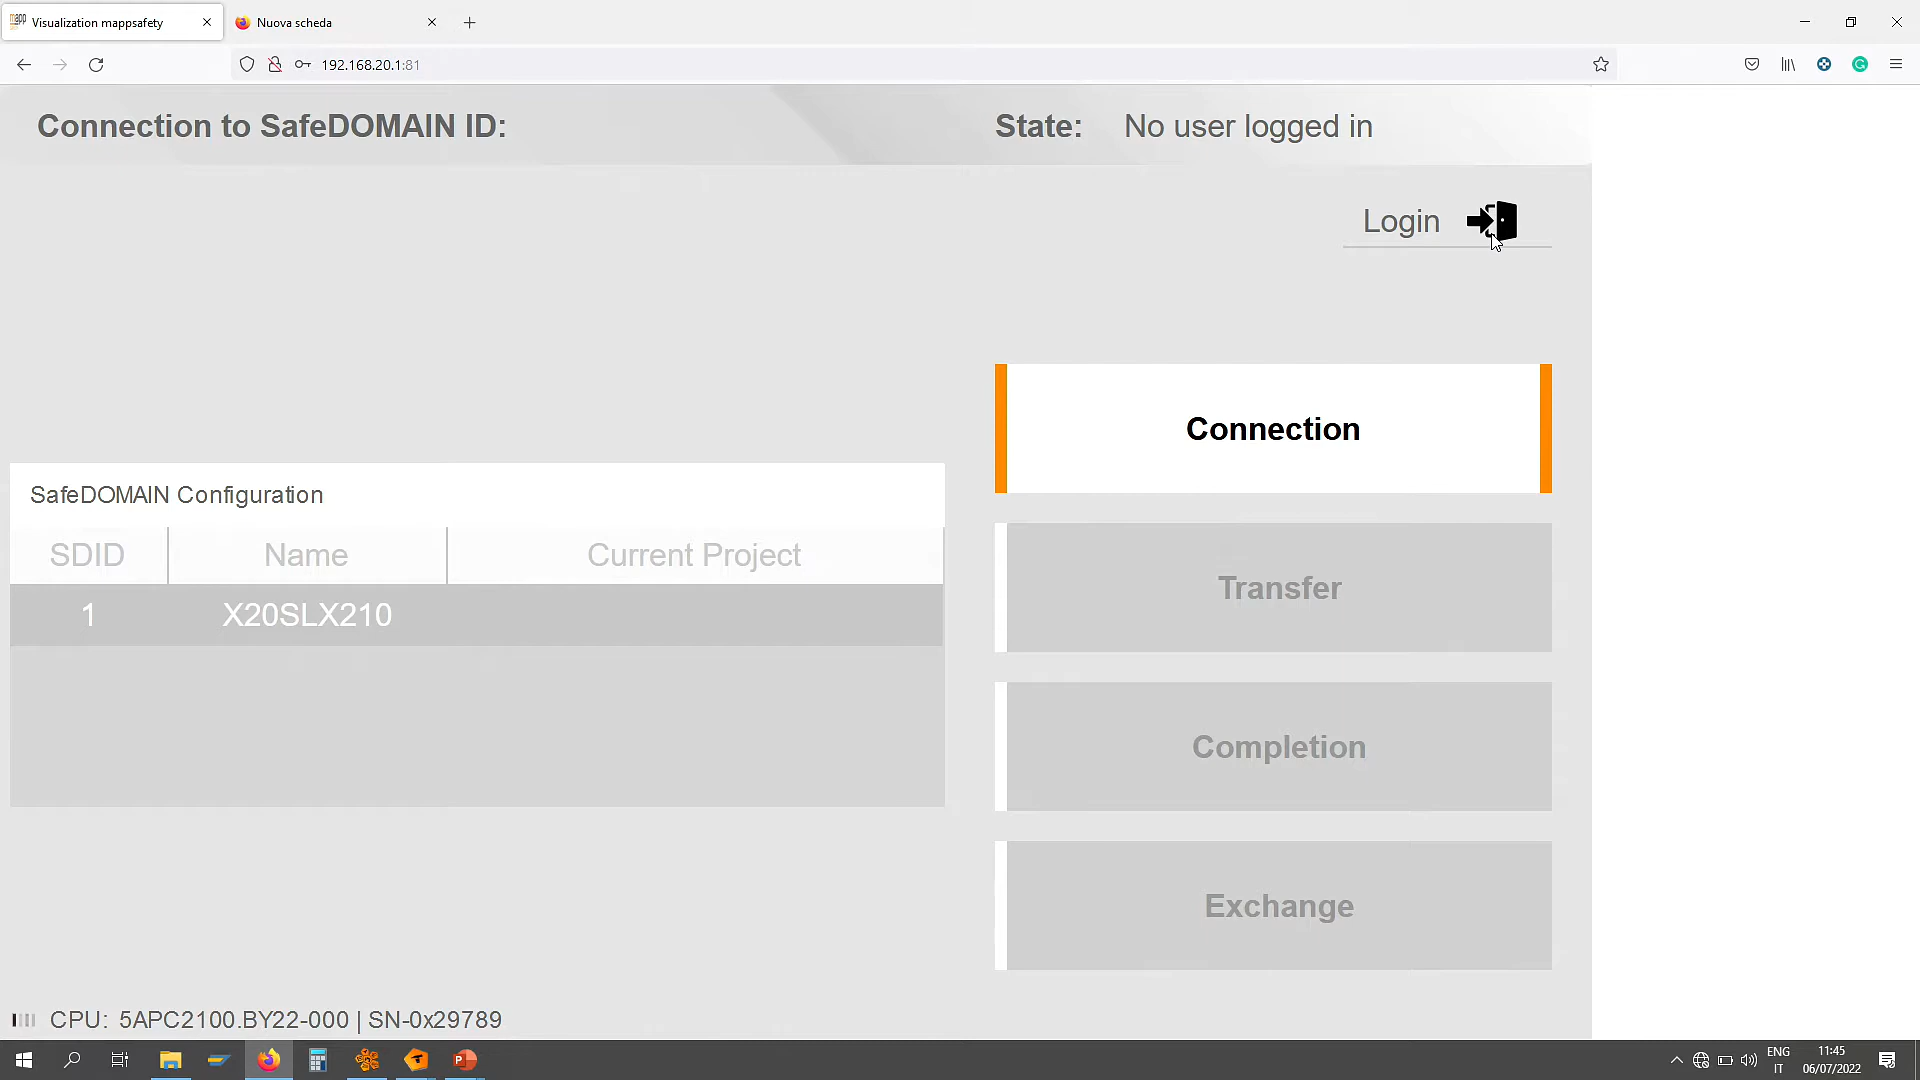 Visualization mappsafety
Nuova scheda
192.168.20.1:81
Connection to SafeDOMAIN ID:
State: No user logged in
Login
Connection
SafeDOMAIN Configuration
SDID Name Current Project
1 X20SLX210
Transfer
Completion
Exchange
CPU: 5APC2100.BY22-000 | SN-0x29789
ENG
IT
11:45
06/07/2022